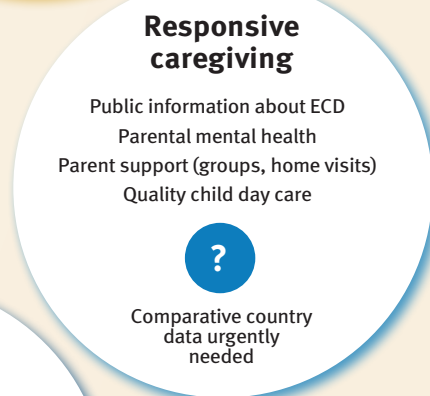 Responsive
caregiving
Public information about ECD
Parental mental health
Parent support (groups, home visits)
Quality child day care
?
Comparative country
data urgently
needed